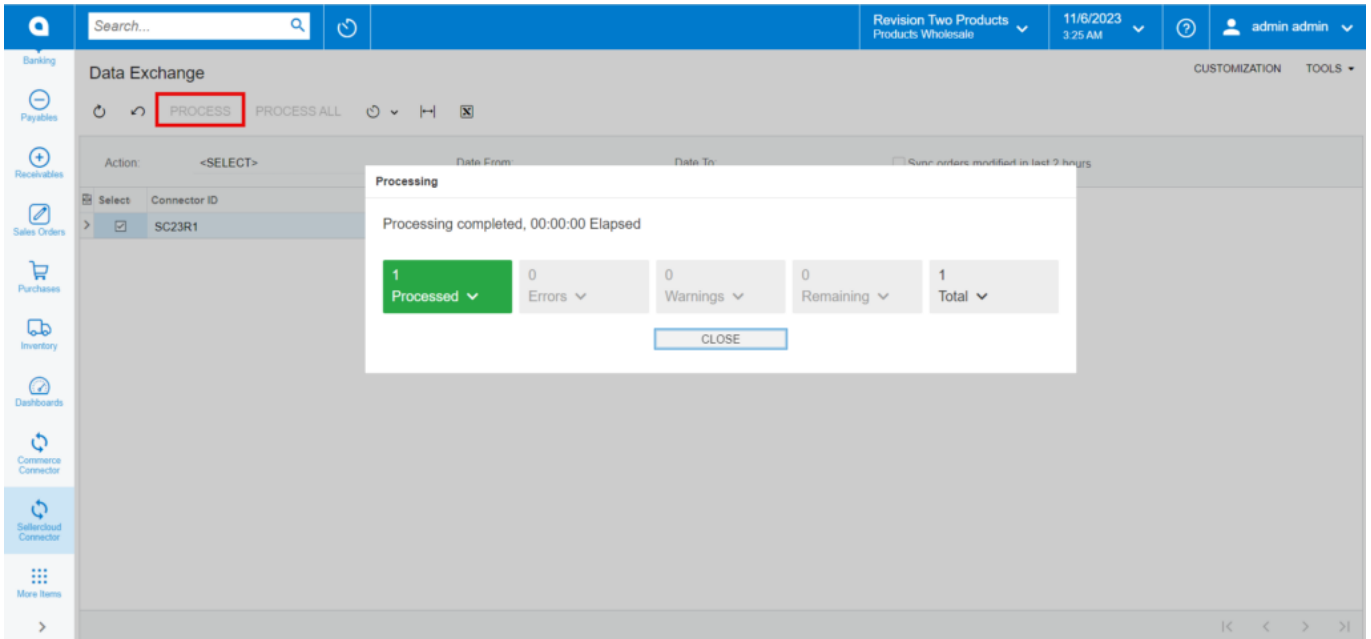 Search...
Revision Two Products
Products Wholesale
11/6/2023
3:25 AM
admin admin
Banking
Payables
Receivables
Sales Orders
Purchases
Inventory
Dashboards
Commerce
Connector
Sellercloud
Connector
More Items
Data Exchange
CUSTOMIZATION TOOLS
PROCESS PROCESS ALL
Action: <SELECT> Date From: Date To: Sync orders modified in last 2 hours
Select Connector ID
SC23R1
Processing
Processing completed, 00:00:00 Elapsed
1 0 0 0 1
Processed Errors Warnings Remaining Total
CLOSE